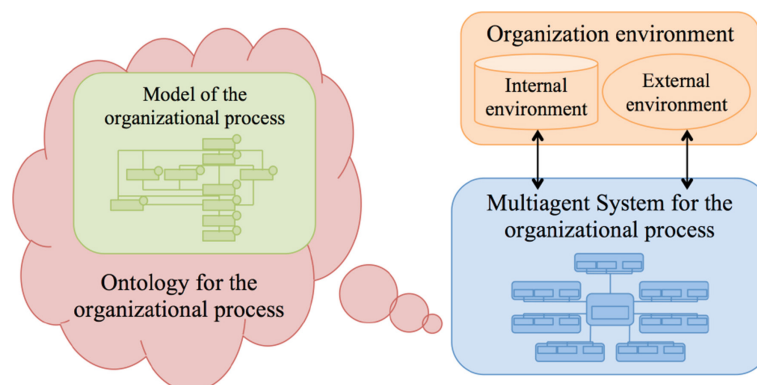 Model of the
organizational process
Ontology for the
organizational process
Organization environment
Internal
environment
External
environment
Multiagent System for the
organizational process